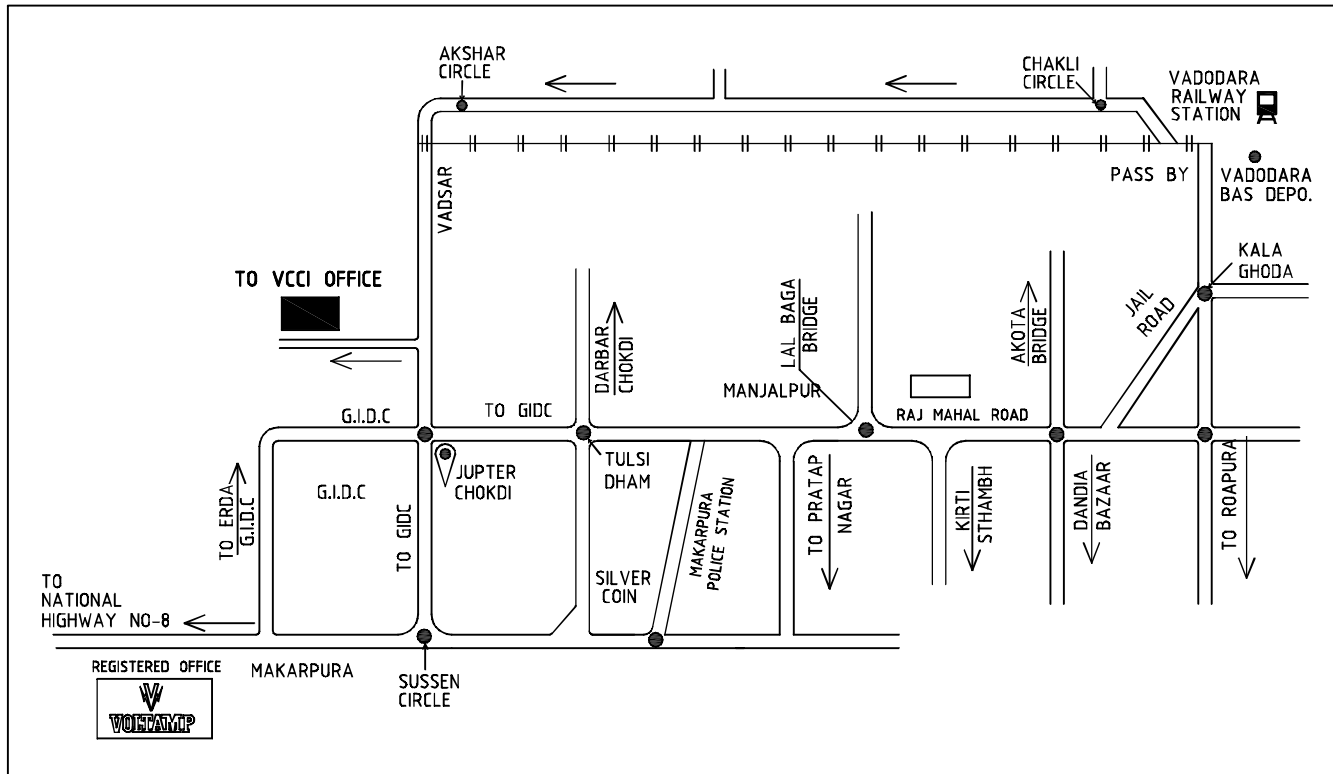 AKSHAR
CIRCLE
CHAKLI
CIRCLE
VADODARA
RAILWAY
STATION
PASS BY
VADODARA
BAS DEPO.
VADSAR
KALA
GHODA
TO VCCI OFFICE
JAIL
ROAD
LAL BAGA
BRIDGE
AKOTA
BRIDGE
DARBAR
CHOKDI
MANJALPUR
RAJ MAHAL ROAD
G.I.D.C
TO GIDC
JUPTER
CHOKDI
TULSI
DHAM
G.I.D.C
TO ERDA
G.I.D.C
TO GIDC
MAKARPURA
POLICE STATION
TO PRATAP
NAGAR
KIRTI
STHAMBH
DANDIA
BAZAAR
TO ROAPURA
SILVER
COIN
TO
NATIONAL
HIGHWAY NO-8
REGISTERED OFFICE
VOLTAMP
MAKARPURA
SUSSEN
CIRCLE